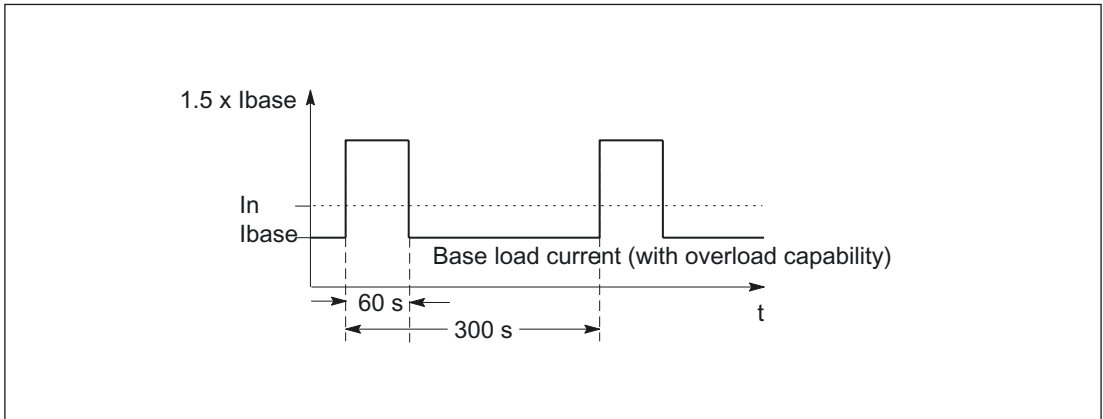 1.5 x Ibase
In
Ibase
Base load current (with overload capability)
60 s
t
300 s